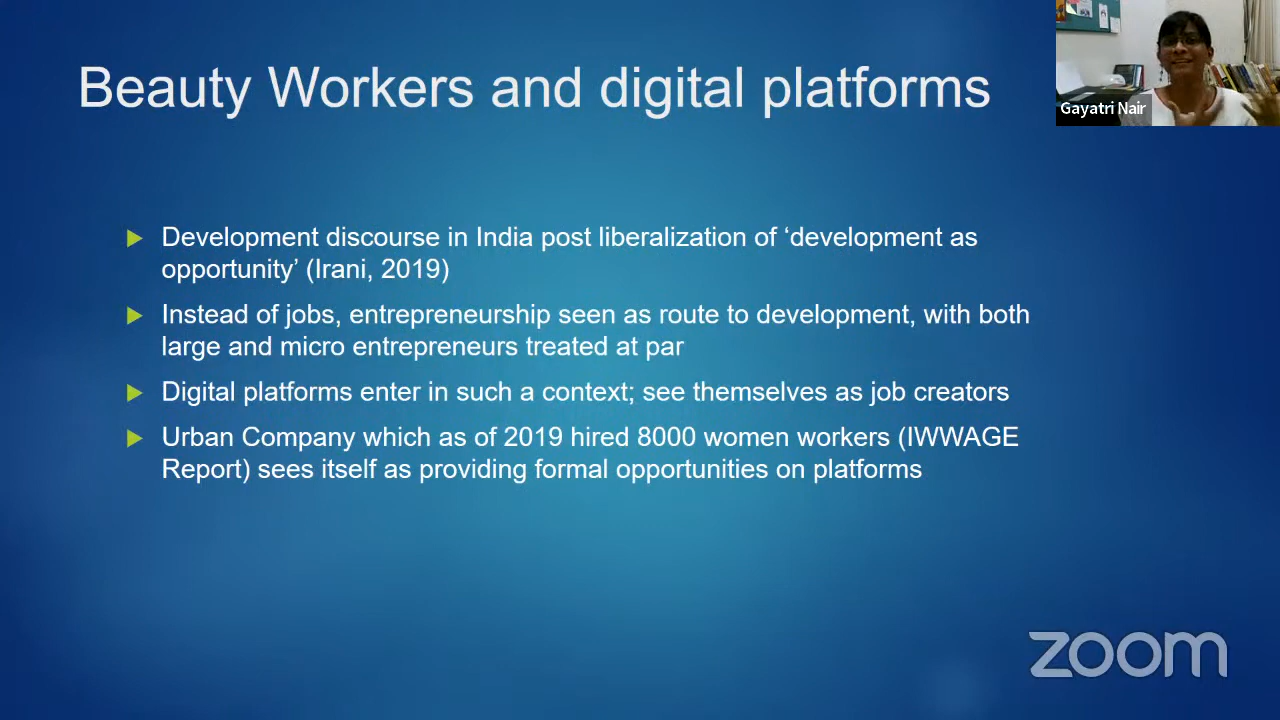 Beauty Workers and digital platforms
Gayatri Nair
Development discourse in India post liberalization of ‘development as
opportunity’ (Irani, 2019)
Instead of jobs, entrepreneurship seen as route to development, with both
large and micro entrepreneurs treated at par
Digital platforms enter in such a context; see themselves as job creators
Urban Company which as of 2019 hired 8000 women workers (IWWAGE
Report) sees itself as providing formal opportunities on platforms
zoom